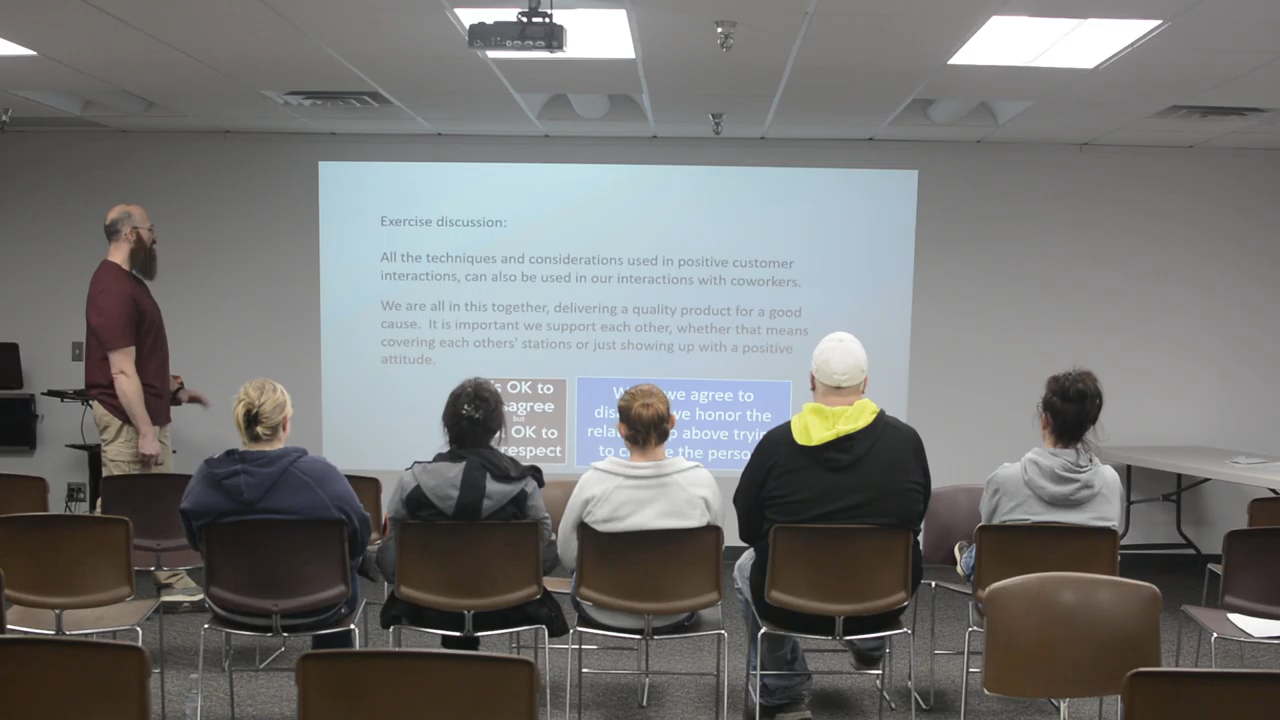 Exercise discussion:
All the techniques and considerations used in positive customer
interactions, can also be used in our interactions with coworkers.
We are all in this together, delivering a quality product for a good
cause.  It is important we support each other, whether that means
covering each others' stations or just showing up with a positive
attitude.
OK to
but
OK to
we agree to
we honor the
above
to the